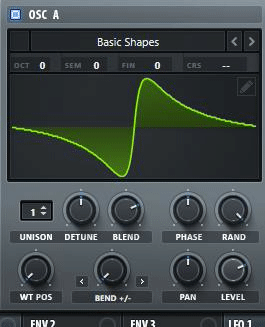 OSC A
Basic Shapes
OCT 0 SEM 0 FIN 0 CRS --
1
UNISON DETUNE BLEND PHASE RAND
WT POS BEND +/- PAN LEVEL
ENV 2 ENV 3 LFO 1